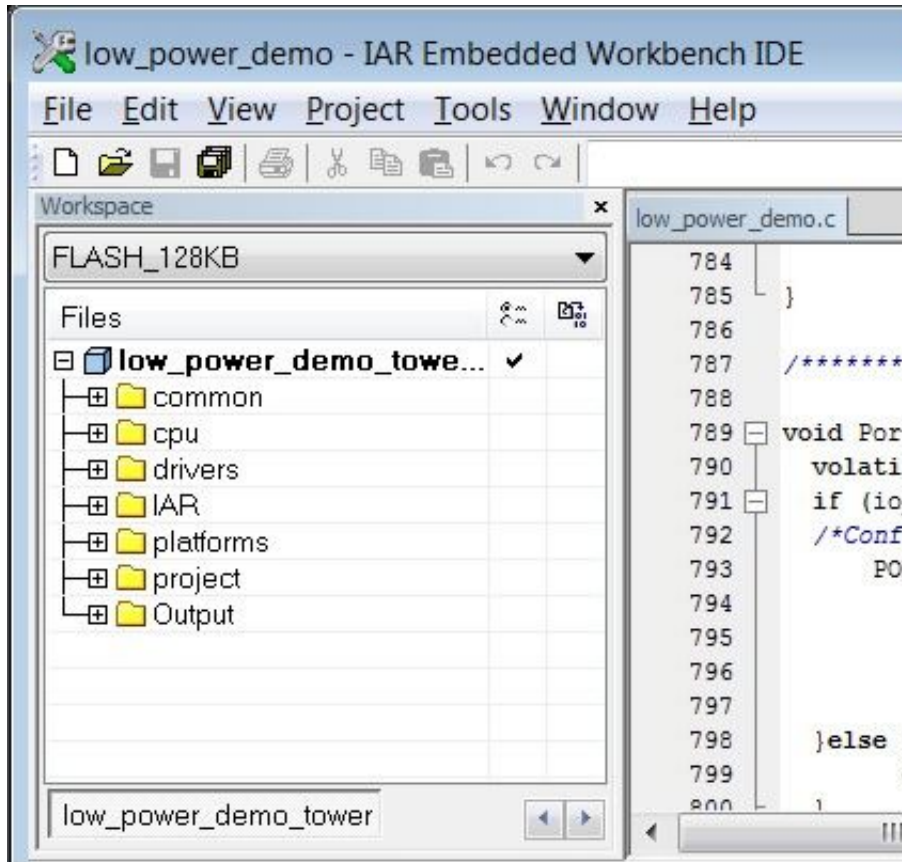 low_power_demo - IAR Embedded Workbench IDE
File Edit View Project Tools Window Help
Workspace
FLASH_128KB
Files
low_power_demo_towe...
common
cpu
drivers
IAR
platforms
project
Output
low_power_demo_tower
low_power_demo.c
784
785 }
786
787 /********
788
789 void Por
790 volati
791 if (io
792 /*Conf
793 PO
794
795
796
797
798 }else
799
800 }